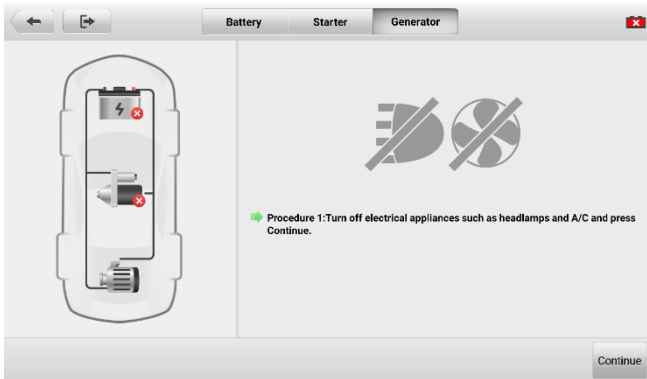 Battery Starter Generator
Procedure 1:Turn off electrical appliances such as headlamps and A/C and press
Continue.
Continue